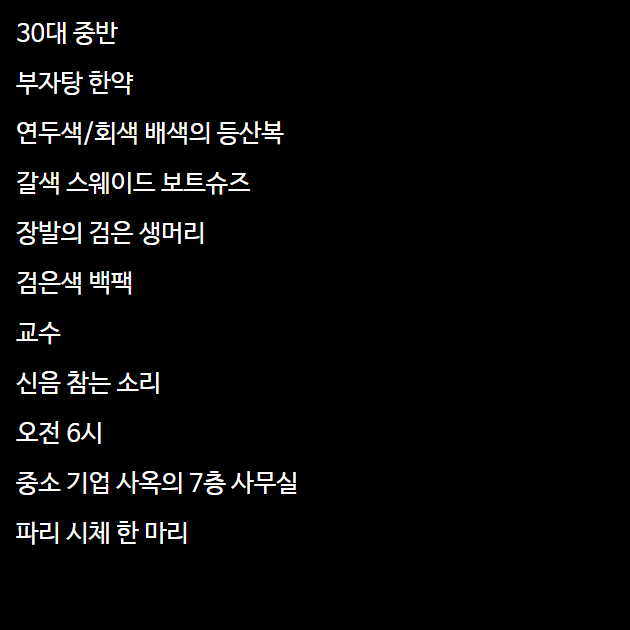 30대 중반
부자탕 한약
연두색/회색 배색의 등산복
갈색 스웨이드 보트슈즈
장발의 검은 생머리
검은색 백팩
교수
신음 참는 소리
오전 6시
중소 기업 사옥의 7층 사무실
파리 시체 한 마리